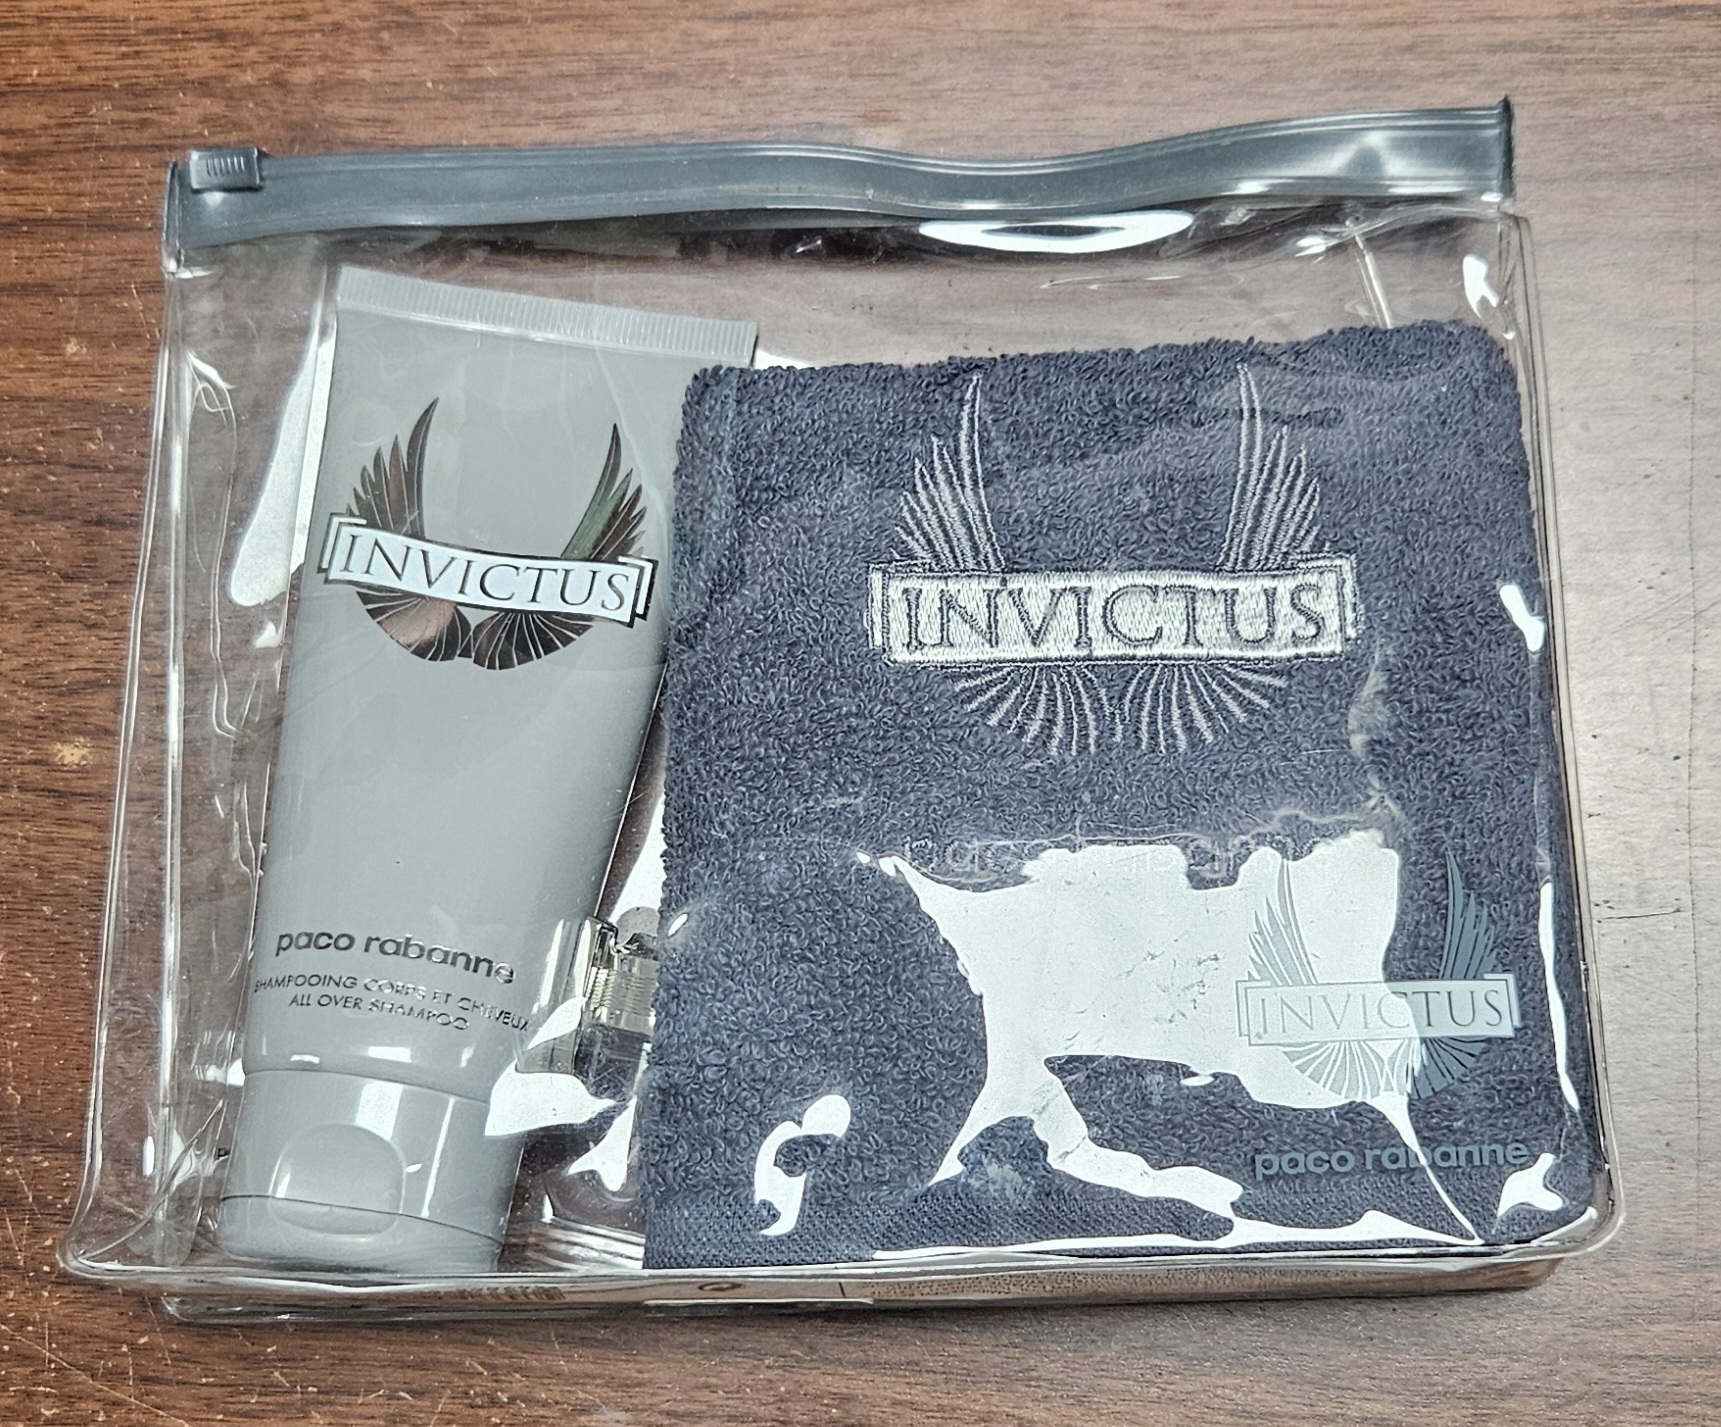 INVICTUS
paco rabanne
SHAMPOOING CORPS ET CHEVEUX
ALL OVER SHAMPOO
INVICTUS
INVICTUS
paco rabanne